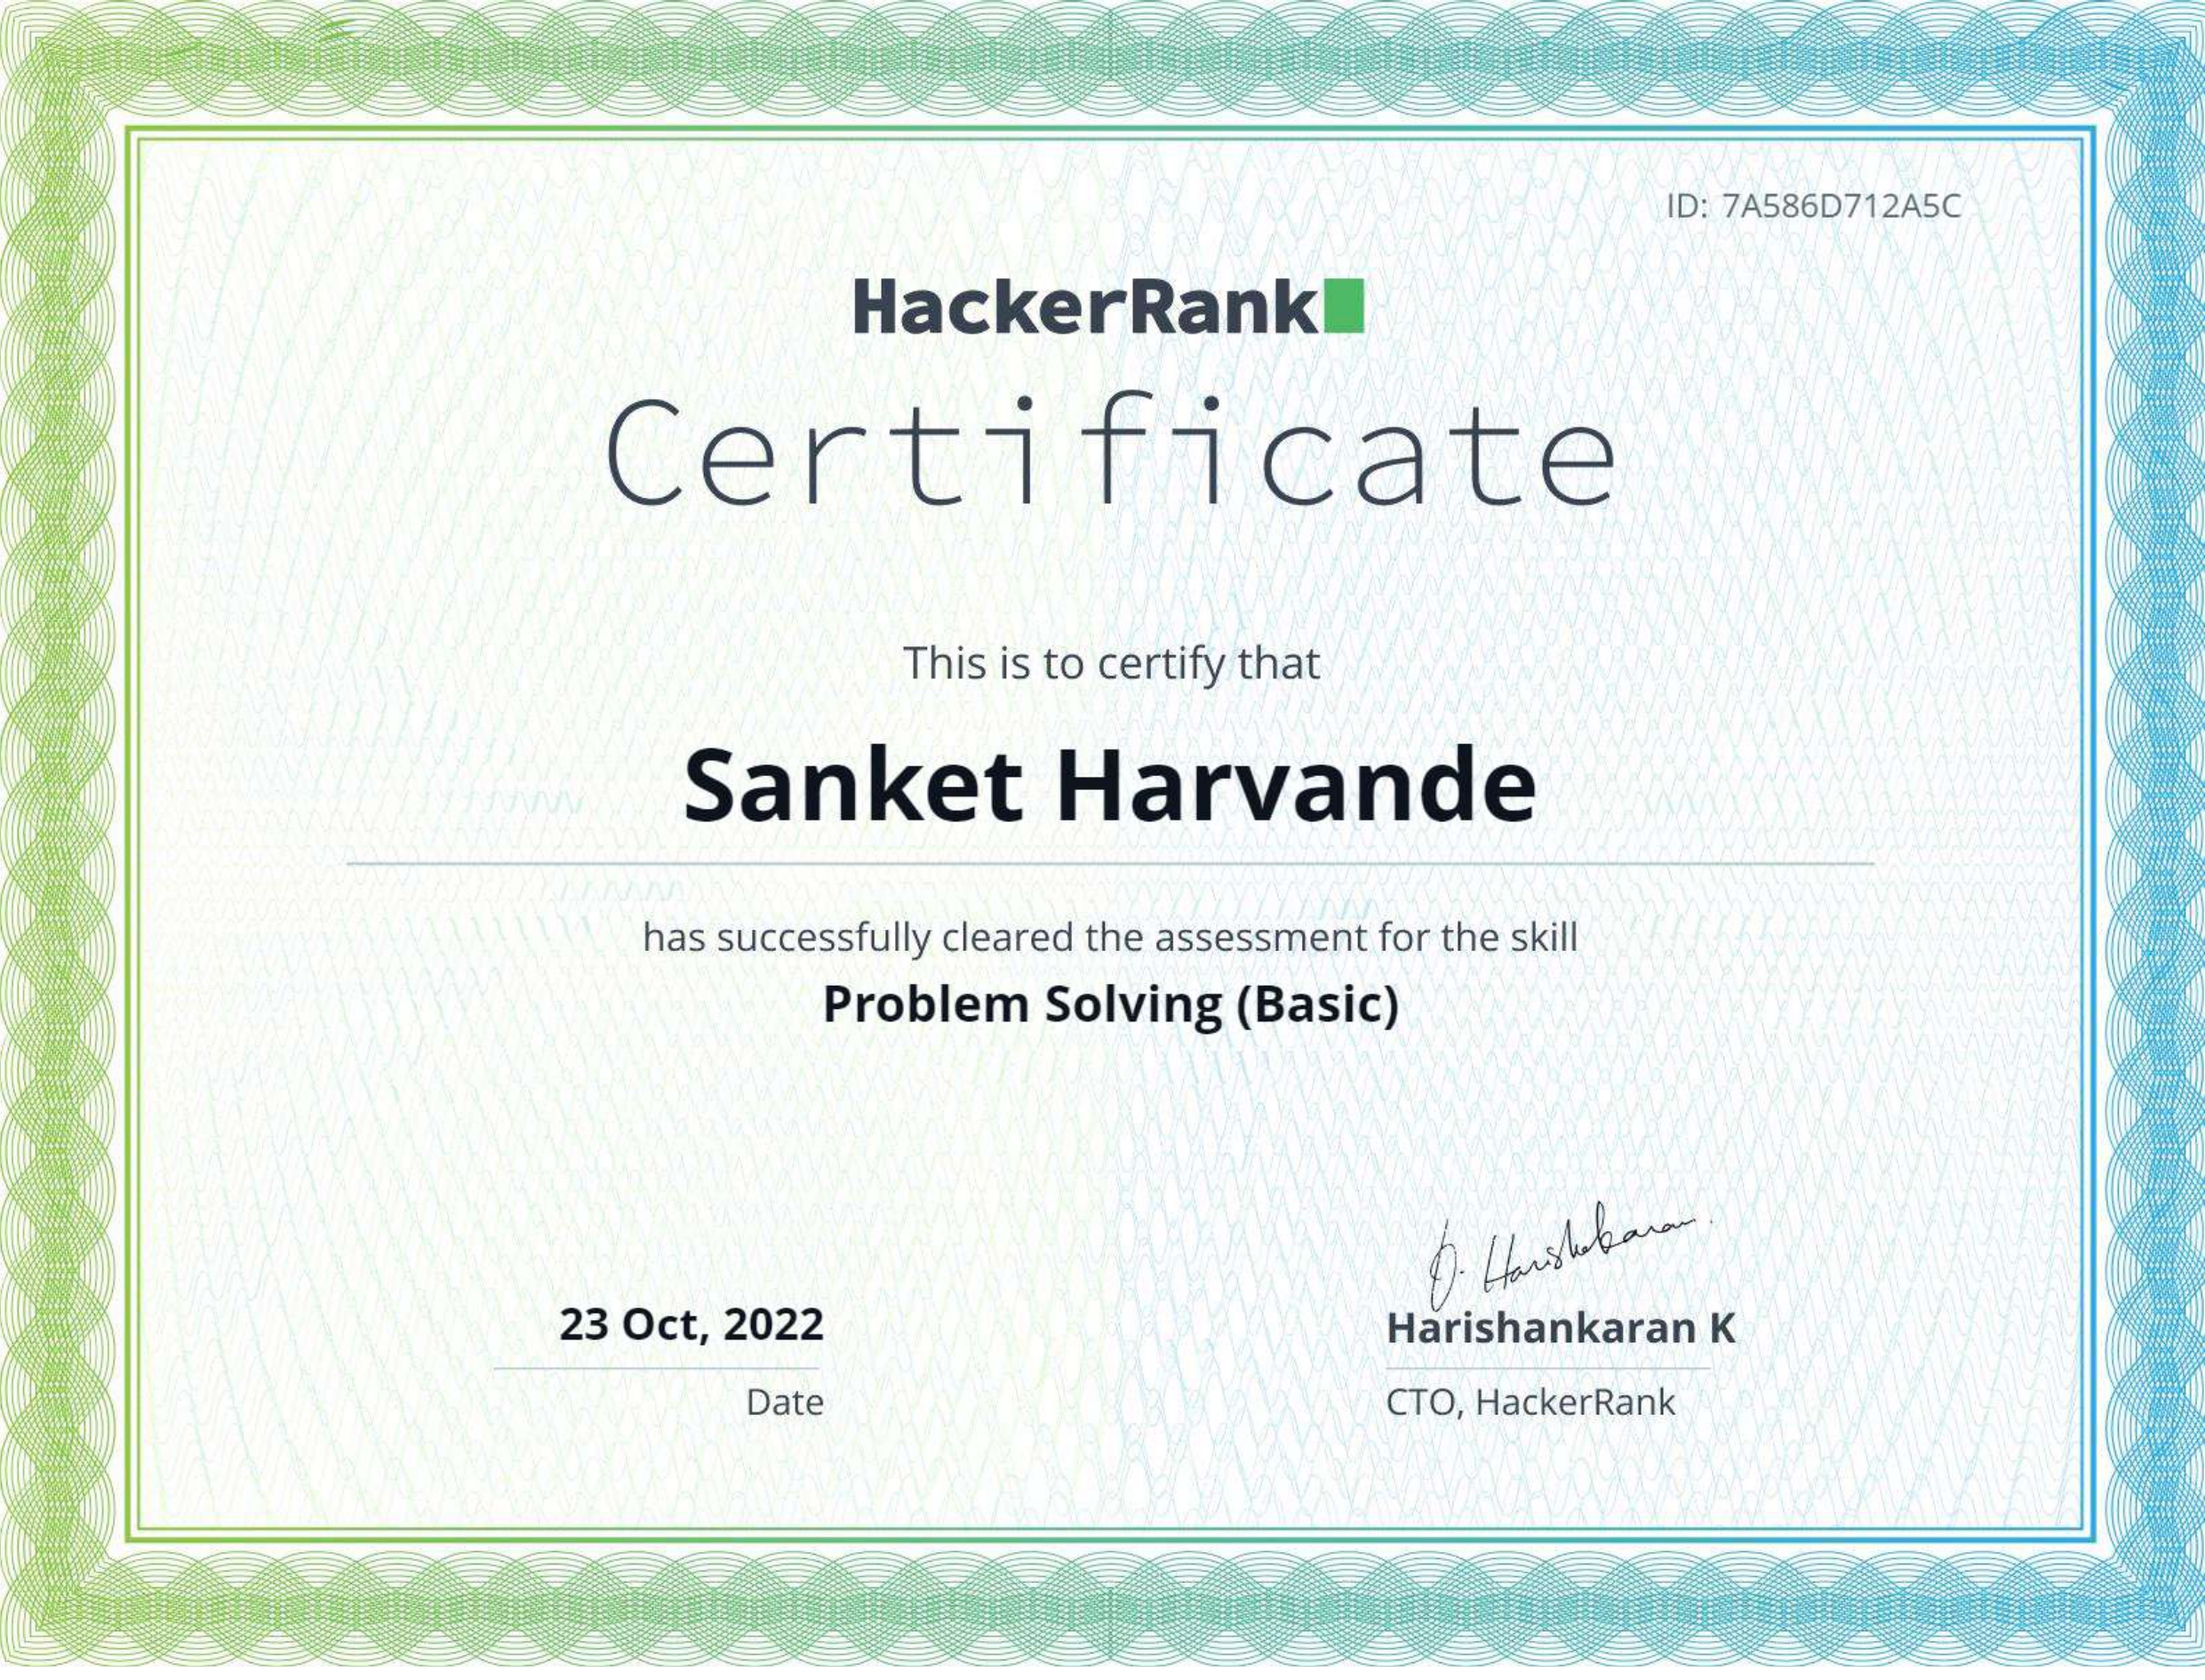 ID: 7A586D712A5C
HackerRank
Certificate
This is to certify that
Sanket Harvande
has successfully cleared the assessment for the skill
Problem Solving (Basic)
23 Oct, 2022
Date
Harishankaran K
CTO, HackerRank